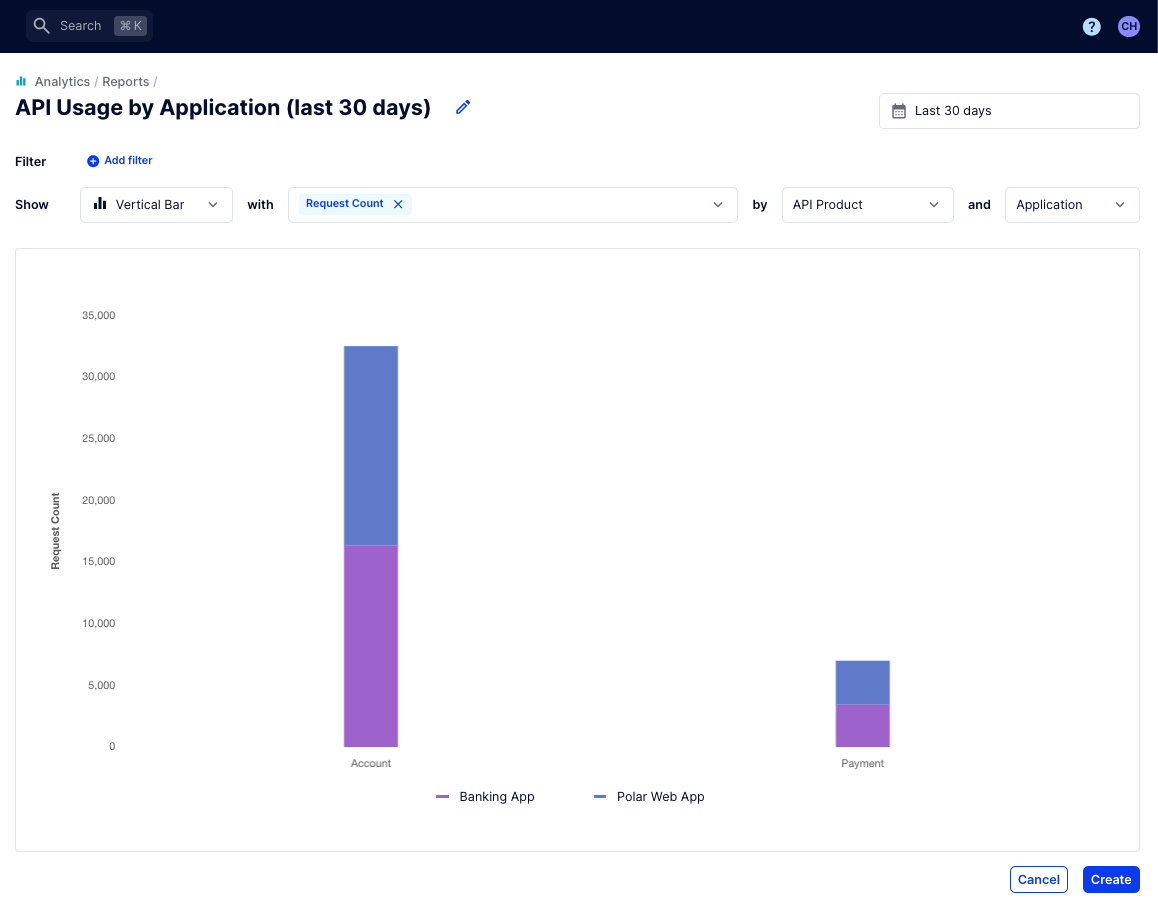 Search ⌘ K
? CH
Analytics / Reports /
API Usage by Application (last 30 days)
Last 30 days
Filter Add filter
Show Vertical Bar with Request Count by API Product and Application
35,000
30,000
25,000
20,000
15,000
10,000
5,000
0
Request Count
Account Payment
Banking App Polar Web App
Cancel Create